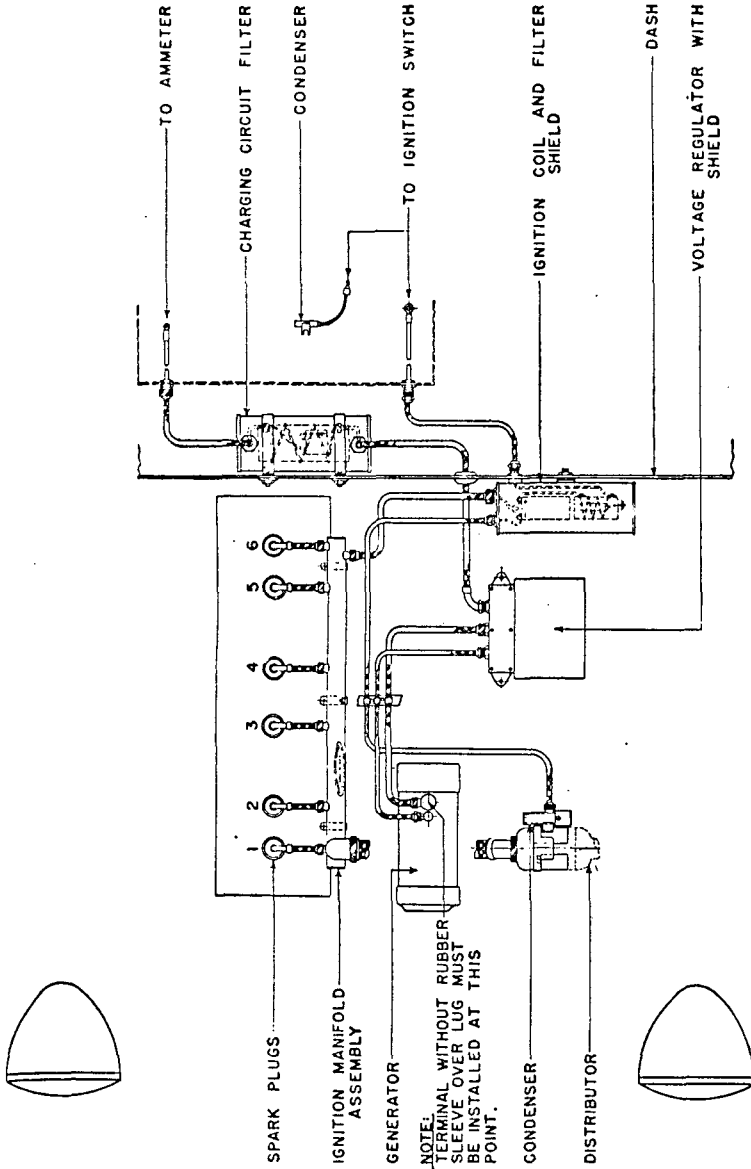 TO AMMETER
CHARGING CIRCUIT FILTER
CONDENSER
TO IGNITION SWITCH
IGNITION COIL AND FILTER
SHIELD
DASH
VOLTAGE REGULATOR WITH
SHIELD
1 2 3 4 5 6
SPARK PLUGS
IGNITION MANIFOLD
ASSEMBLY
GENERATOR
NOTE:
TERMINAL WITHOUT RUBBER
SLEEVE OVER LUG MUST
BE INSTALLED AT THIS
POINT.
CONDENSER
DISTRIBUTOR